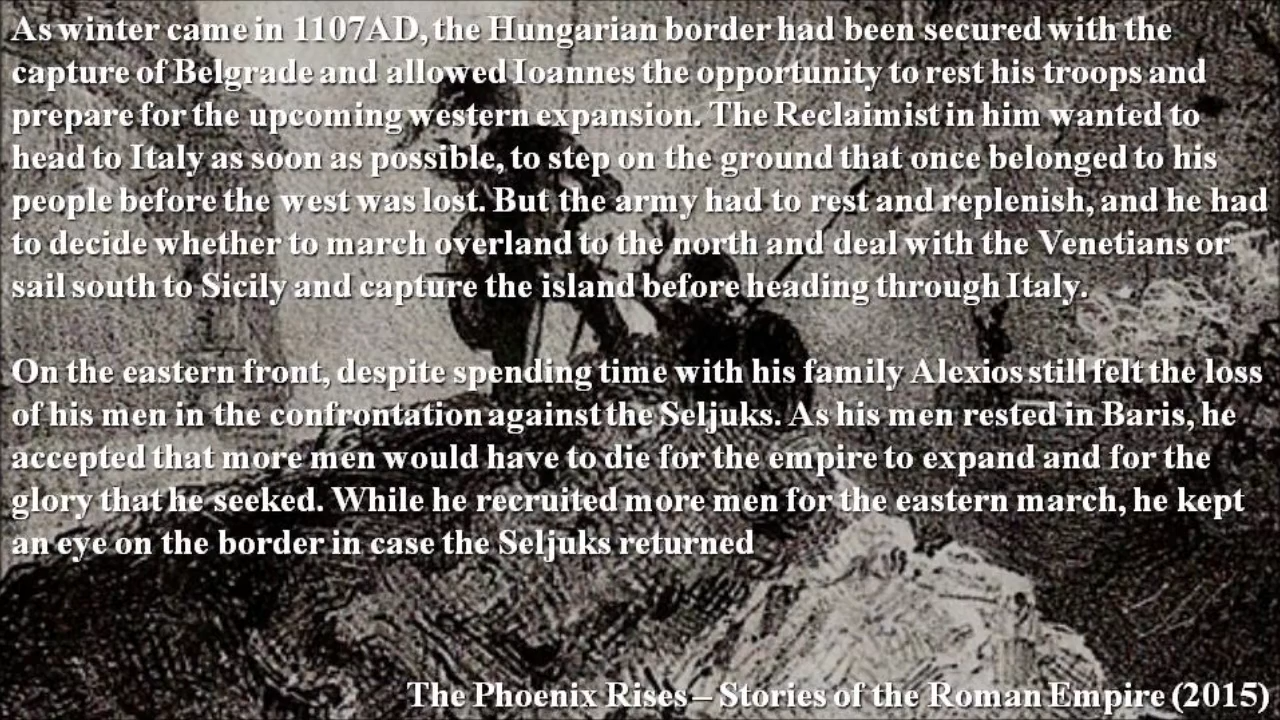 As winter came in 1107AD, the Hungarian border had been secured with the
capture of Belgrade and allowed Ioannes the opportunity to rest his troops and
prepare for the upcoming western expansion. The Reclaimist in him wanted to
head to Italy as soon as possible, to step on the ground that once belonged to his
people before the west was lost. But the army had to rest and replenish, and he had
to decide whether to march overland to the north and deal with the Venetians or
sail south to Sicily and capture the island before heading through Italy.
On the eastern front, despite spending time with his family Alexios still felt the loss
of his men in the confrontation against the Seljuks. As his men rested in Baris, he
accepted that more men would have to die for the empire to expand and for the
glory that he seeked. While he recruited more men for the eastern march, he kept
an eye on the border in case the Seljuks returned
The Phoenix Rises – Stories of the Roman Empire (2015)